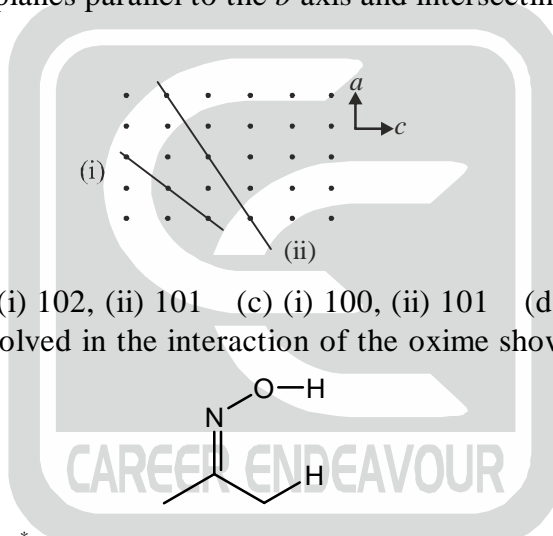 planes parallel to the b axis and intersectin
a
c
(i)
(ii)
(i) 102, (ii) 101 (c) (i) 100, (ii) 101 (d
olved in the interaction of the oxime show
O—H
N
H
CAREER ENDEAVOUR
*